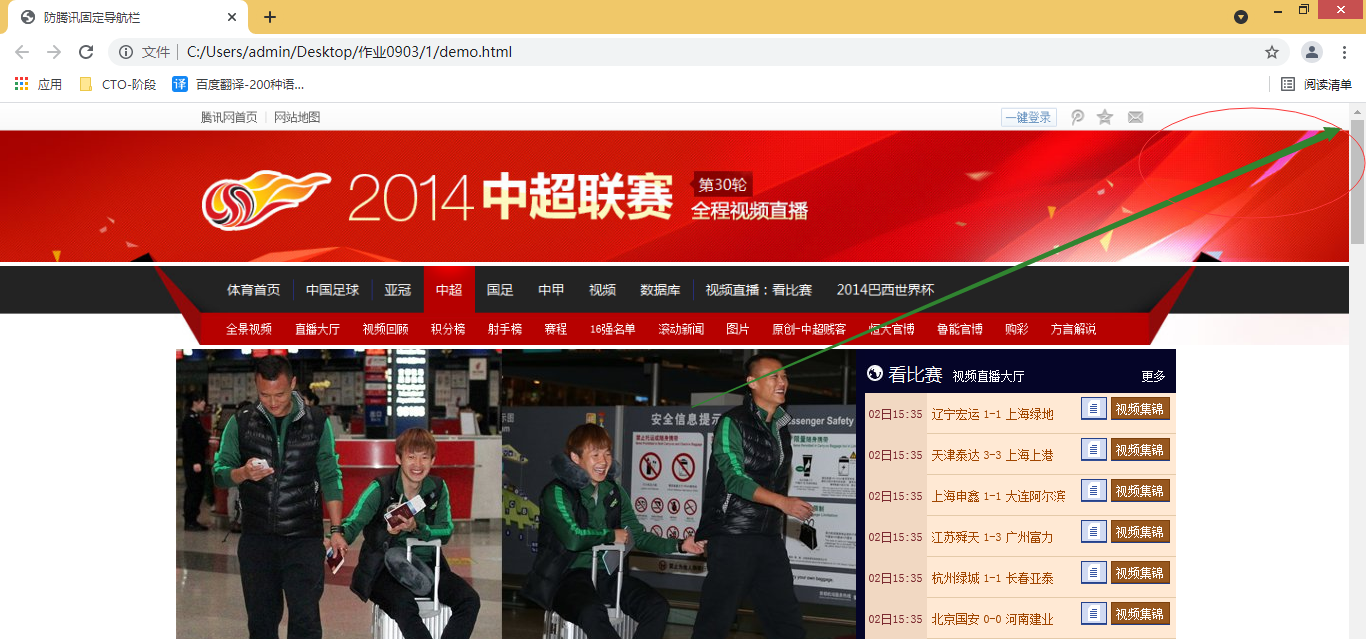 防腾讯固定导航栏
文件 C:/Users/admin/Desktop/作业0903/1/demo.html
应用 CTO-阶段 译 百度翻译-200种语... 阅读清单
腾讯网首页 网站地图 一键登录
2014 中超联赛 第30轮
全程视频直播
体育首页 中国足球 亚冠 中超 国足 中甲 视频 数据库 视频直播：看比赛 2014巴西世界杯
全景视频 直播大厅 视频回顾 积分榜 射手榜 赛程 16强名单 滚动新闻 图片 原创-中超贱客 恒大官博 鲁能官博 购彩 方言解说
安全信息提示
ssenger Safety
看比赛 视频直播大厅 更多
02日15:35 辽宁宏运 1-1 上海绿地 视频集锦
02日15:35 天津泰达 3-3 上海上港 视频集锦
02日15:35 上海申鑫 1-1 大连阿尔滨 视频集锦
02日15:35 江苏舜天 1-3 广州富力 视频集锦
02日15:35 杭州绿城 1-1 长春亚泰 视频集锦
02日15:35 北京国安 0-0 河南建业 视频集锦